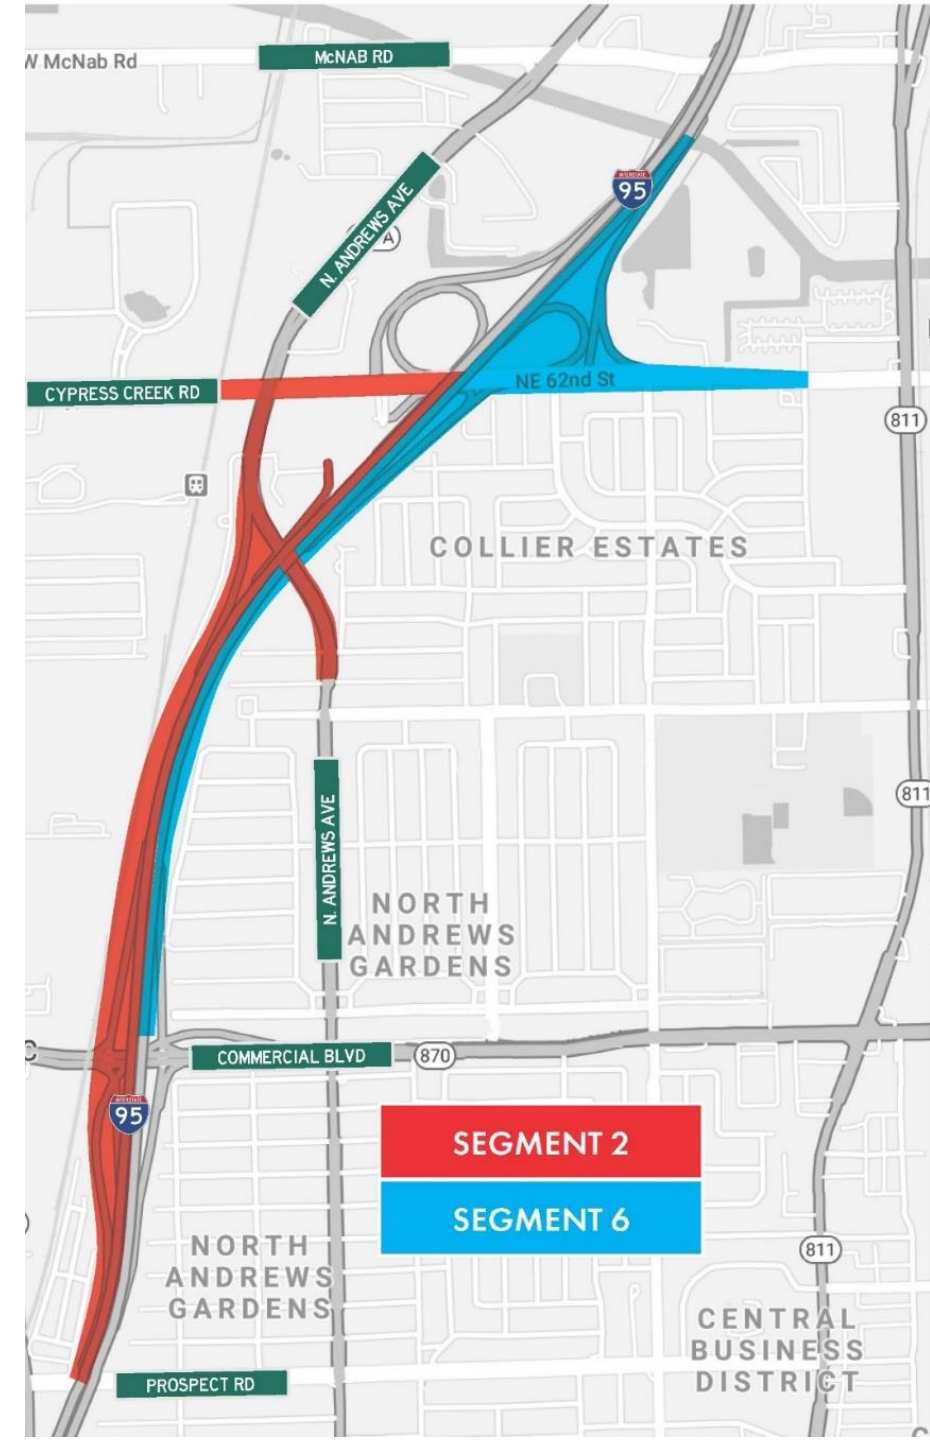 W McNab Rd
McNAB RD
INTERSTATE
95
N. ANDREWS AVE
A
CYPRESS CREEK RD
NE 62nd St
811
COLLIER ESTATES
811
N. ANDREWS AVE
NORTH
ANDREWS
GARDENS
C
COMMERCIAL BLVD
870
INTERSTATE
95
SEGMENT 2
SEGMENT 6
NORTH
ANDREWS
GARDENS
811
CENTRAL
BUSINESS
DISTRICT
PROSPECT RD